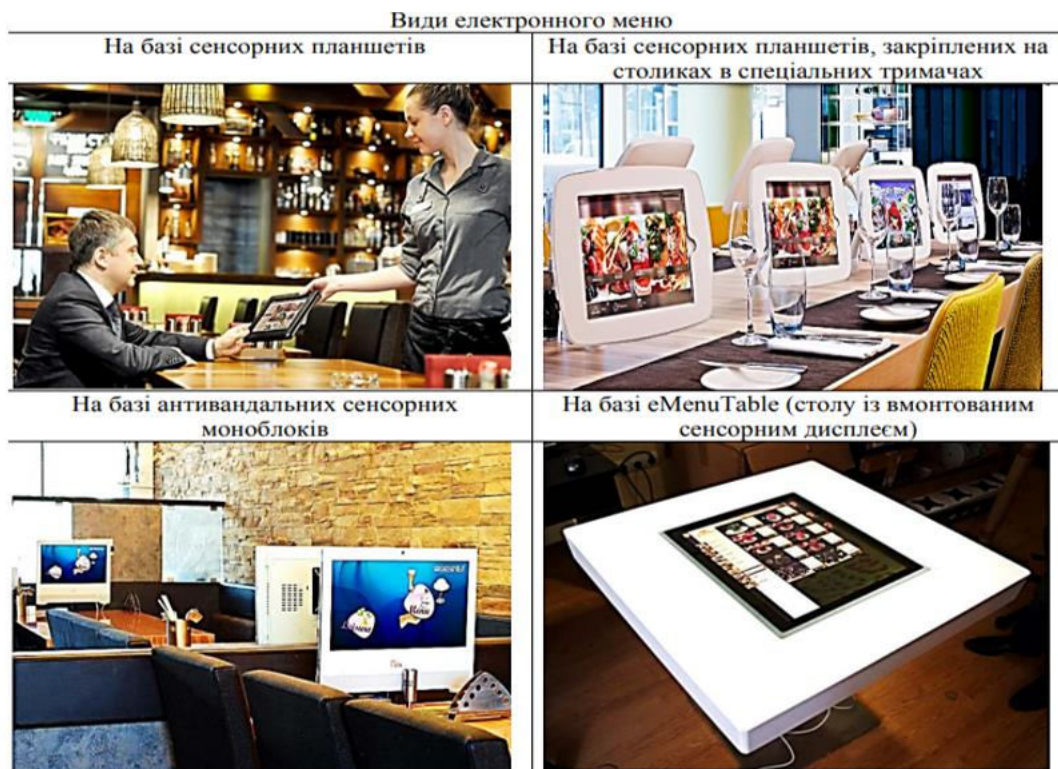 Види електронного меню
На базі сенсорних планшетів
На базі сенсорних планшетів, закріплених на
столиках в спеціальних тримачах
На базі антивандальних сенсорних
моноблоків
На базі eMenuTable (столу із вмонтованим
сенсорним дисплеєм)
Menu